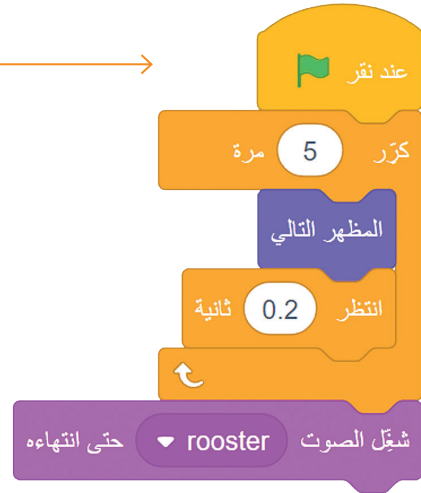 عند نقر
كرّر 5 مرة
المظهر التالي
انتظر 0.2 ثانية
شغّل الصوت rooster حتى انتهاءه